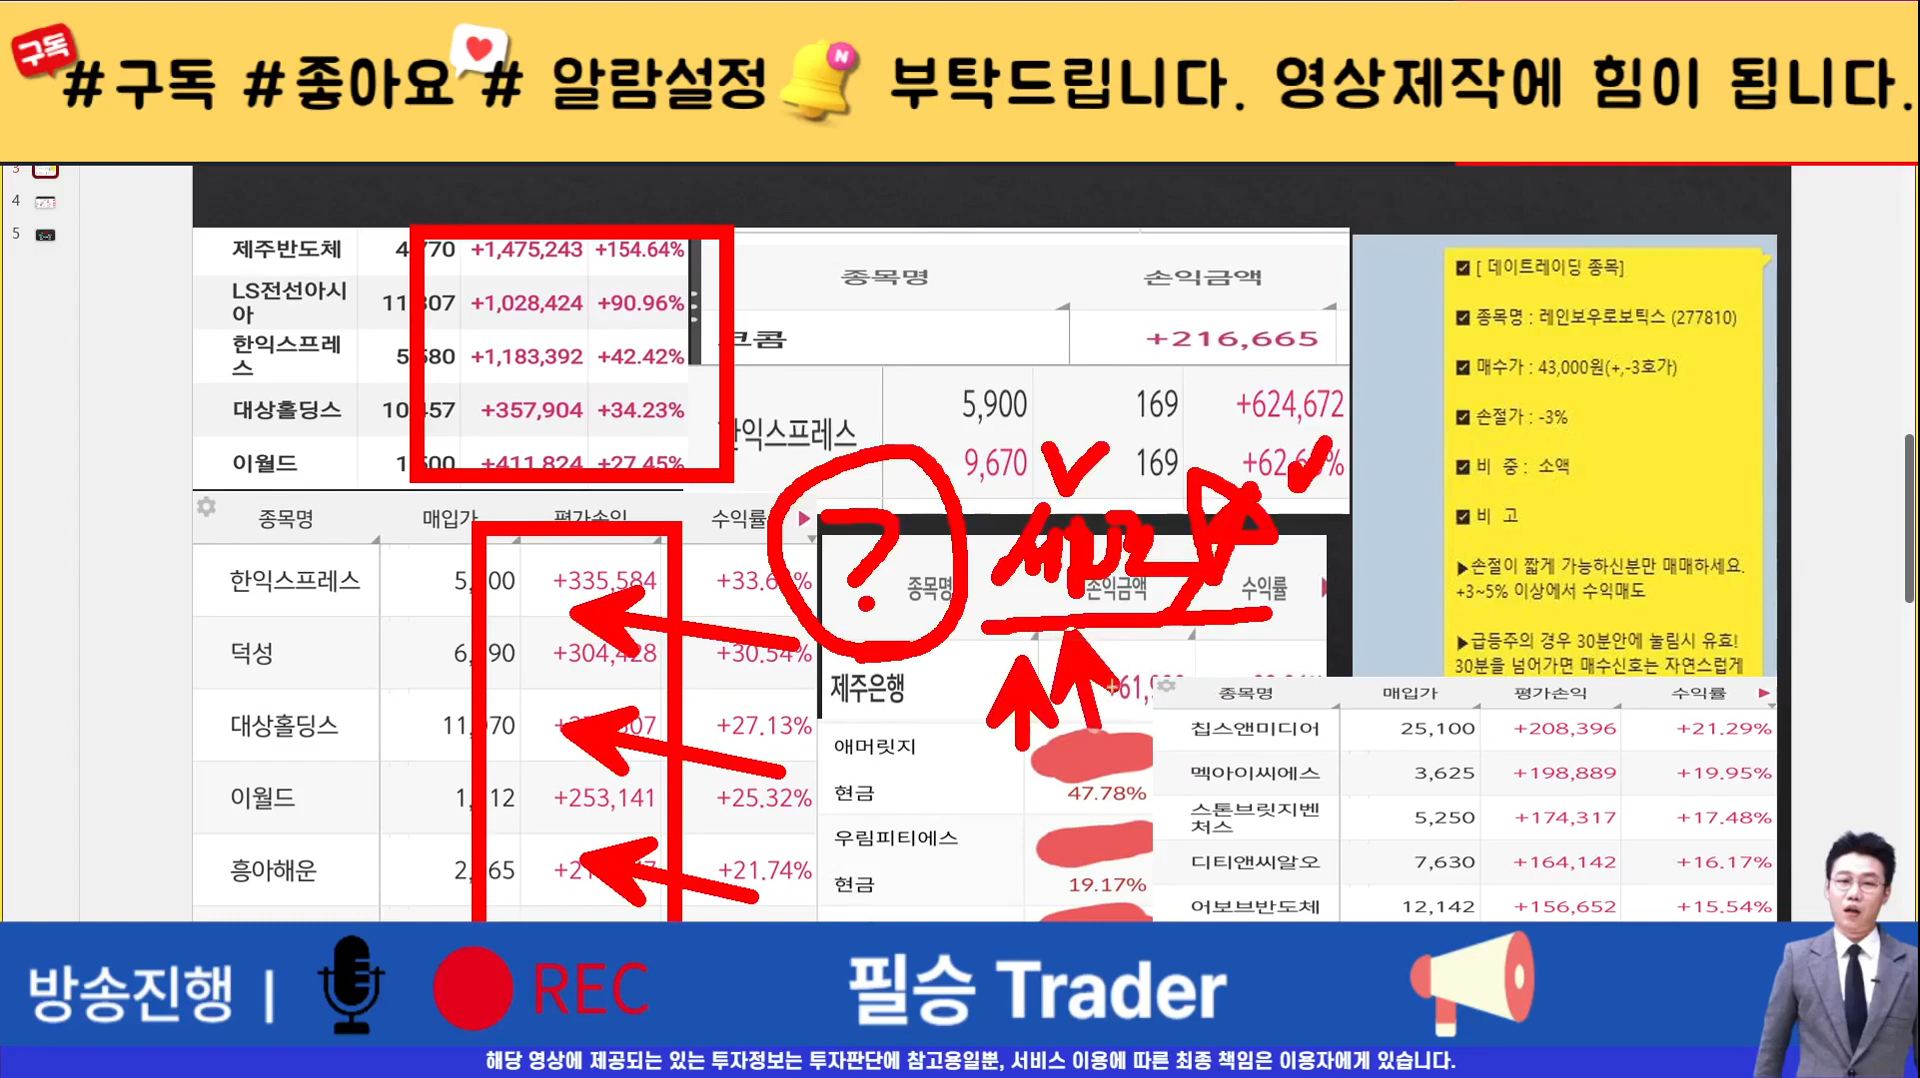 구독
#구독 #좋아요 # 알람설정 N 부탁드립니다. 영상제작에 힘이 됩니다.
3
4
5
제주반도체 +1,475,243 +154.64%
LS전선아시아 +1,028,424 +90.96%
한익스프레스 +1,183,392 +42.42%
대상홀딩스 +357,904 +34.23%
이월드 +411,824 +27.45%
종목명 손익금액
코콤 +216,665
한익스프레스 5,900 169 +624,672
9,670 169
종목명 매입가 평가손익 수익률
한익스프레스 +335,584
덕성 +304,428 +30.54%
대상홀딩스 +27.13%
이월드 +253,141 +25.32%
흥아해운 +21.74%
?
종목명 손익금액 수익률
제주은행
애머릿지
현금 47.78%
우림피티에스
현금 19.17%
[ 데이트레이딩 종목]
종목명 : 레인보우로보틱스 (277810)
매수가 : 43,000원(+,-3호가)
손절가 : -3%
비 중 : 소액
비 고
▶손절이 짧게 가능하신분만 매매하세요.
+3~5% 이상에서 수익매도
▶급등주의 경우 30분안에 눌림시 유효!
30분을 넘어가면 매수신호는 자연스럽게
종목명 매입가 평가손익 수익률
칩스앤미디어 25,100 +208,396 +21.29%
멕아이씨에스 3,625 +198,889 +19.95%
스톤브릿지벤처스 5,250 +174,317 +17.48%
디티앤씨알오 7,630 +164,142 +16.17%
어보브반도체 12,142 +156,652 +15.54%
방송진행 | REC 필승 Trader
해당 영상에 제공되는 있는 투자정보는 투자판단에 참고용일뿐, 서비스 이용에 따른 최종 책임은 이용자에게 있습니다.